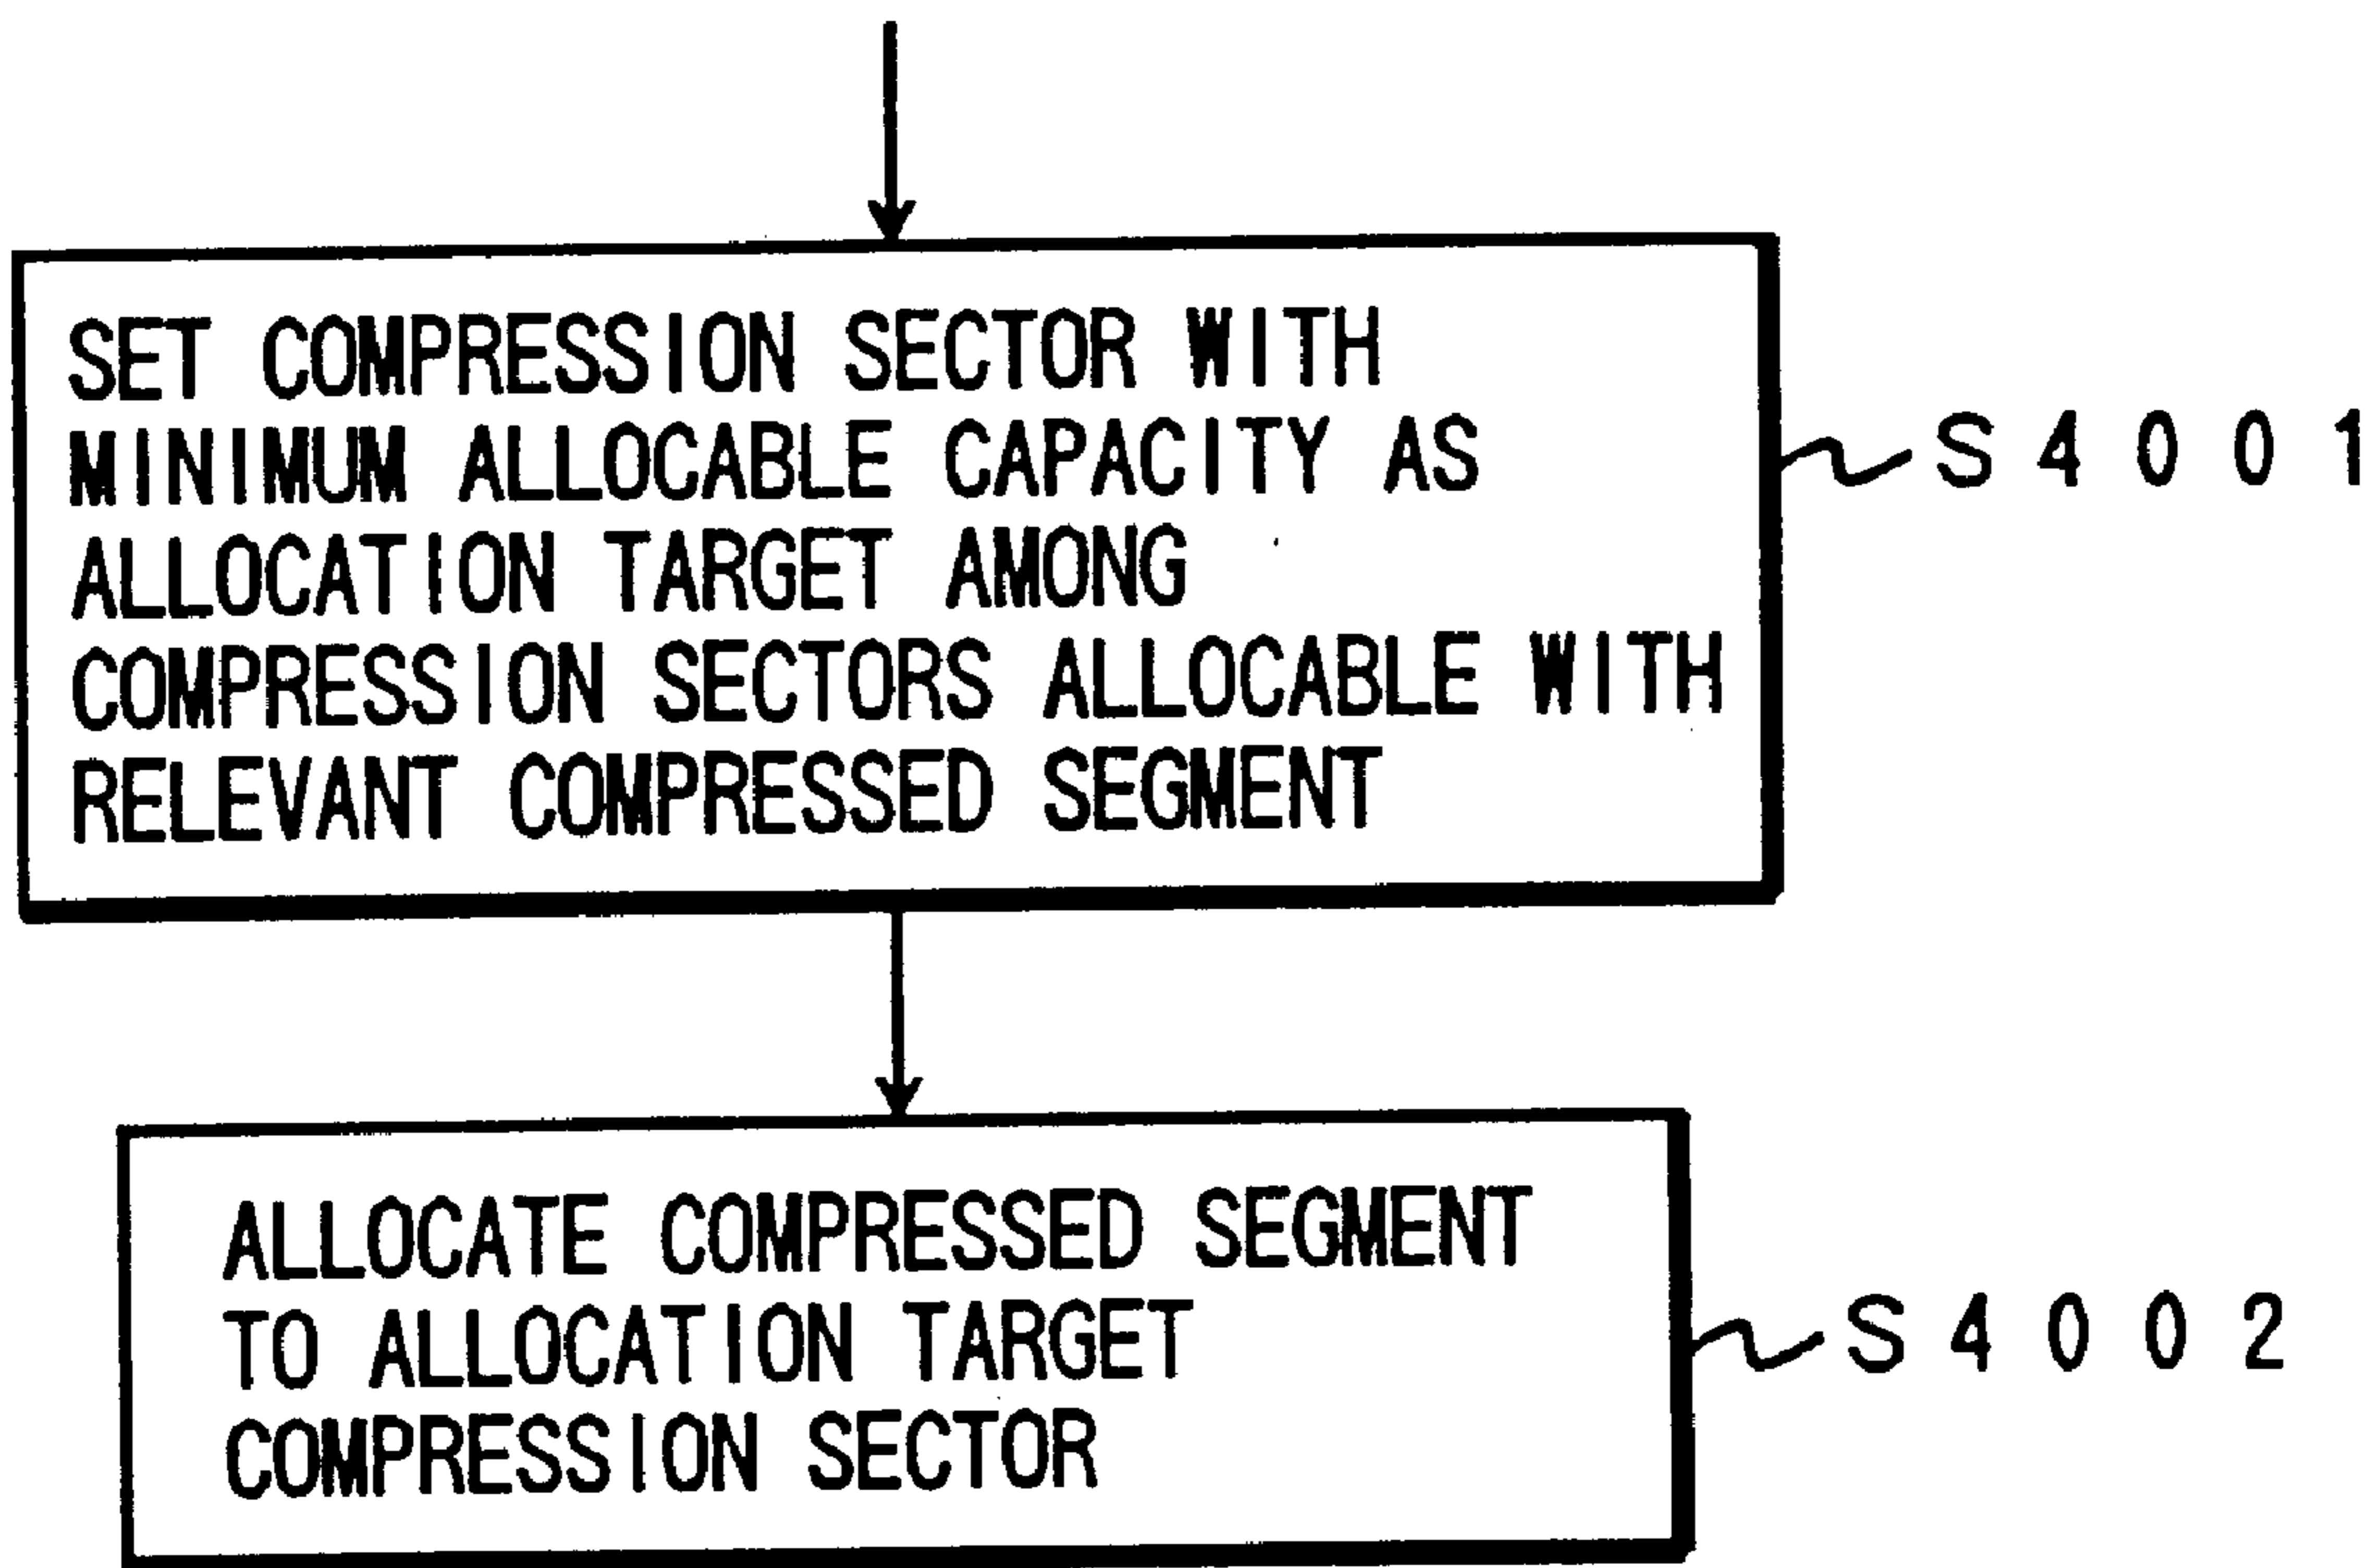 SET COMPRESSION SECTOR WITH
MINIMUM ALLOCABLE CAPACITY AS
ALLOCATION TARGET AMONG
COMPRESSION SECTORS ALLOCABLE WITH
RELEVANT COMPRESSED SEGMENT
S4001
ALLOCATE COMPRESSED SEGMENT
TO ALLOCATION TARGET
COMPRESSION SECTOR
S4002